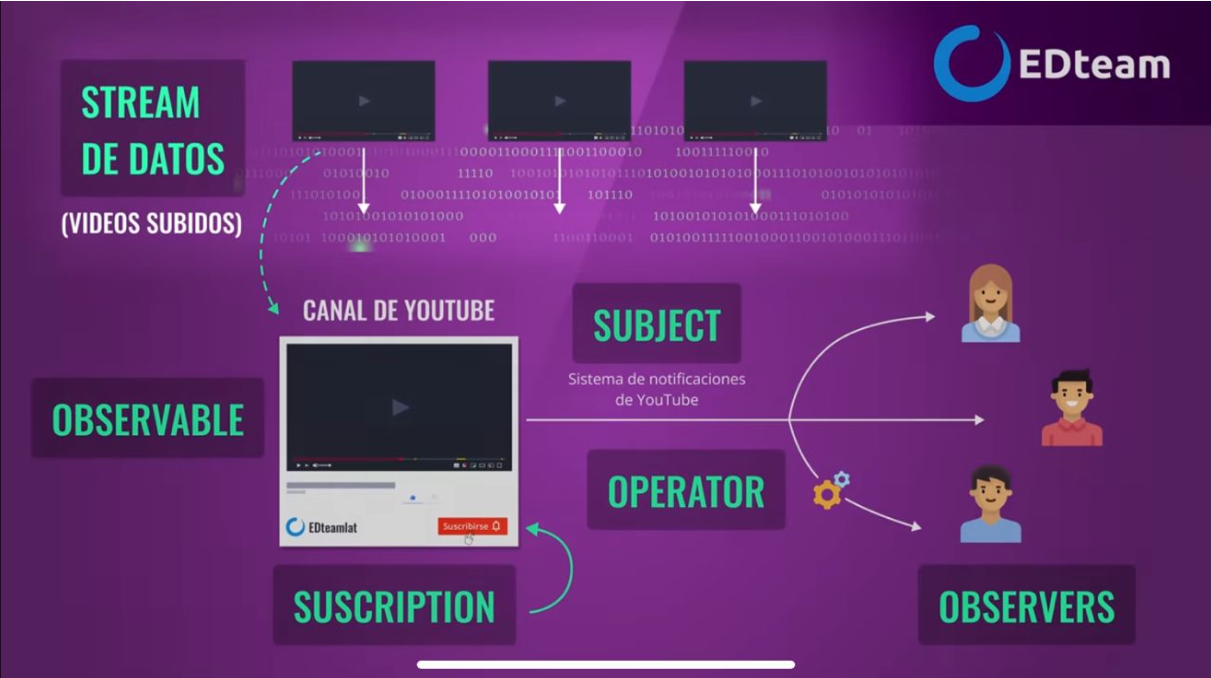 EDteam
STREAM
DE DATOS
(VIDEOS SUBIDOS)
CANAL DE YOUTUBE
SUBJECT
Sistema de notificaciones
de YouTube
OBSERVABLE
OPERATOR
EDteamlat
Suscribirse
SUSCRIPTION
OBSERVERS